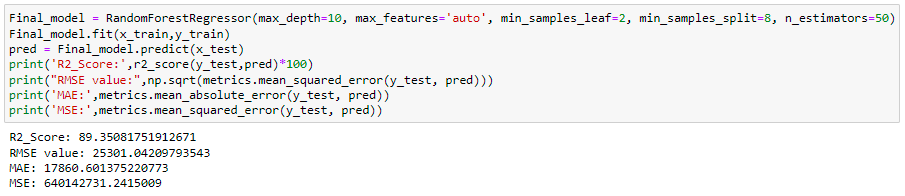 Final_model = RandomForestRegressor(max_depth=10, max_features='auto', min_samples_leaf=2, min_samples_split=8, n_estimators=50)
Final_model.fit(x_train,y_train)
pred = Final_model.predict(x_test)
print('R2_Score:',r2_score(y_test,pred)*100)
print("RMSE value:",np.sqrt(metrics.mean_squared_error(y_test, pred)))
print('MAE:',metrics.mean_absolute_error(y_test, pred))
print('MSE:',metrics.mean_squared_error(y_test, pred))
R2_Score: 89.35081751912671
RMSE value: 25301.04209793543
MAE: 17860.601375220773
MSE: 640142731.2415009